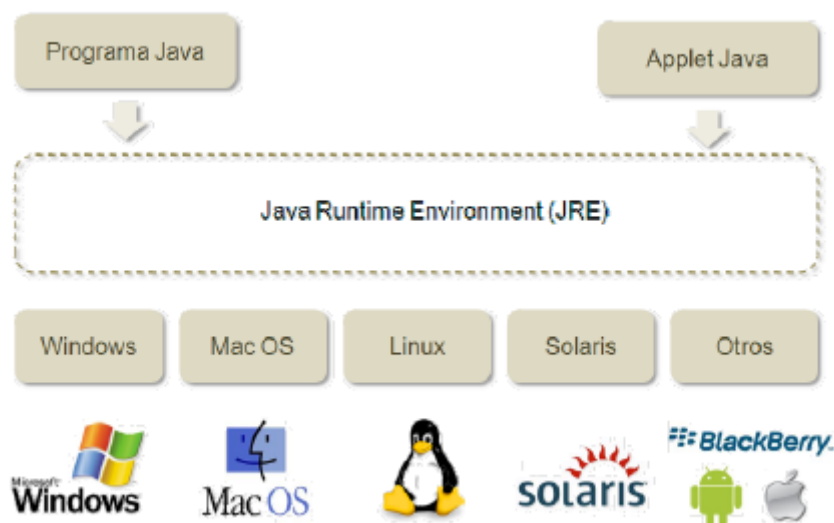 Programa Java
Applet Java
Java Runtime Environment (JRE)
Windows
Mac OS
Linux
Solaris
Otros
Microsoft
Windows
Mac OS
solaris
BlackBerry.